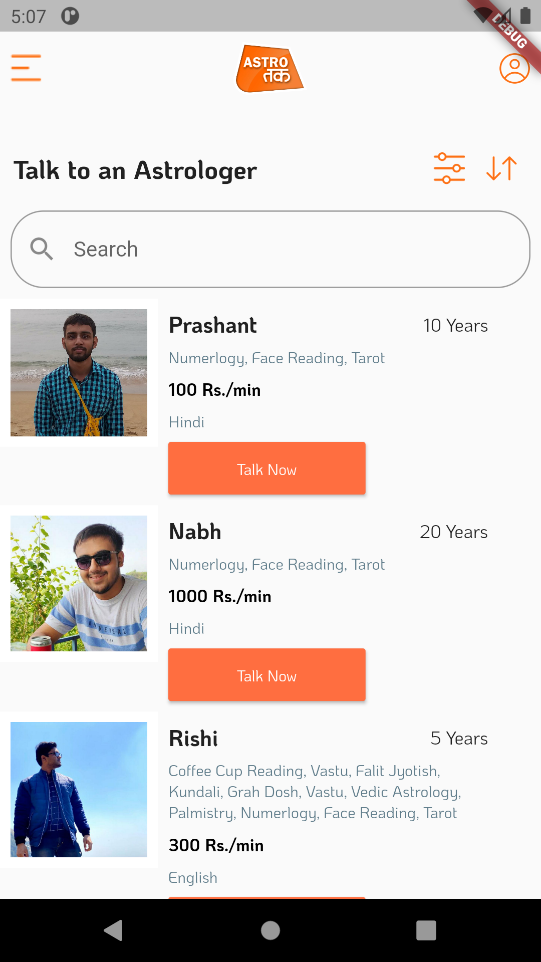 5:07
DEBUG
ASTRO
तक
Talk to an Astrologer
Search
Prashant
10 Years
Numerlogy, Face Reading, Tarot
100 Rs./min
Hindi
Talk Now
Nabh
20 Years
Numerlogy, Face Reading, Tarot
1000 Rs./min
Hindi
Talk Now
Rishi
5 Years
Coffee Cup Reading, Vastu, Falit Jyotish,
Kundali, Grah Dosh, Vastu, Vedic Astrology,
Palmistry, Numerlogy, Face Reading, Tarot
300 Rs./min
English